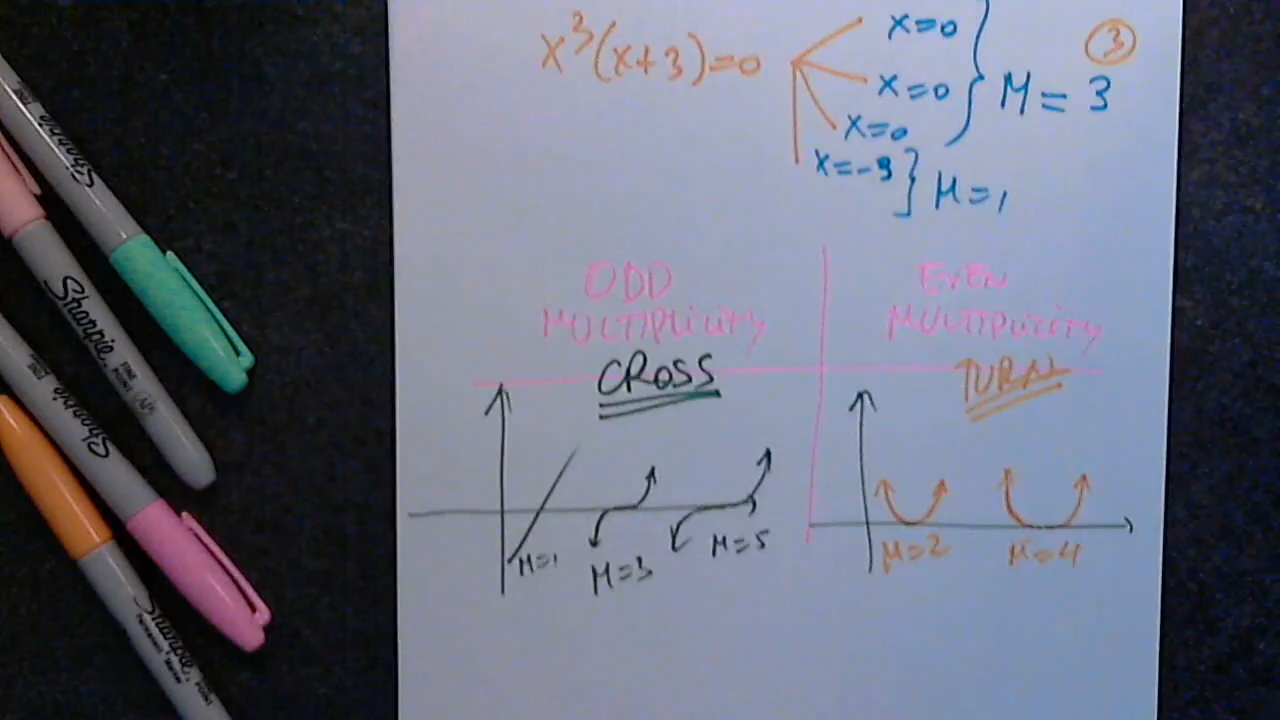 x³(x+3)=0
x=0
x=0
x=0
x=-3
} M=3
} M=1
3
ODD
MULTIPLICITY
CROSS
M=1
M=3
M=5
EVEN
MULTIPLICITY
TURN
M=2
M=4
Sharpie
Sharpie
Sharpie
Sharpie